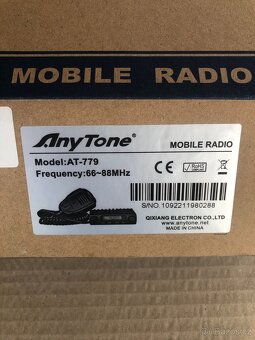 MOBILE RADIO
AnyTone®
MOBILE RADIO
Model:AT-779
Frequency:66~88MHz
CE
RoHS
S/NO.1092211980288
QIXIANG ELECTRON CO.,LTD
www.anytone.net
MADE IN CHINA